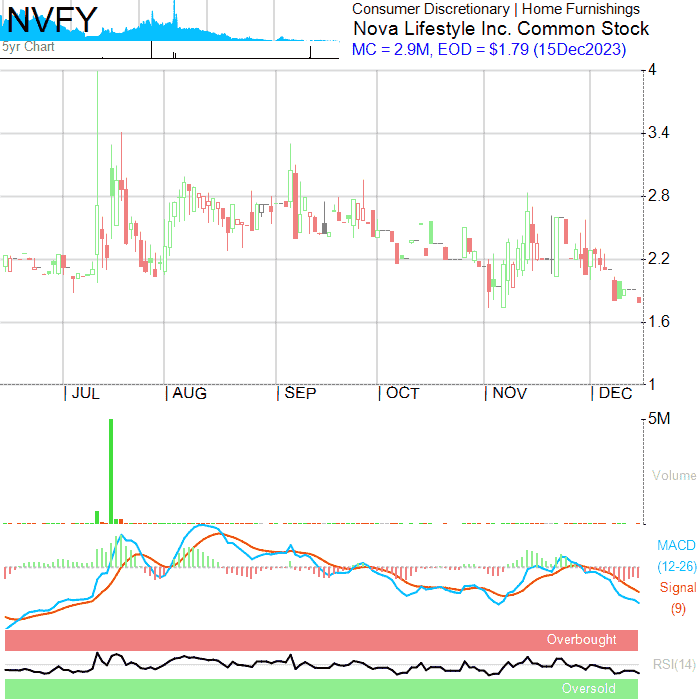 NVFY
5yr Chart
Consumer Discretionary | Home Furnishings
Nova Lifestyle Inc. Common Stock
MC = 2.9M, EOD = $1.79 (15Dec2023)
4
3.4
2.8
2.2
1.6
1
| JUL | AUG | SEP | OCT | NOV | DEC
5M
Volume
MACD
(12-26)
Signal
(9)
Overbought
RSI(14)
Oversold